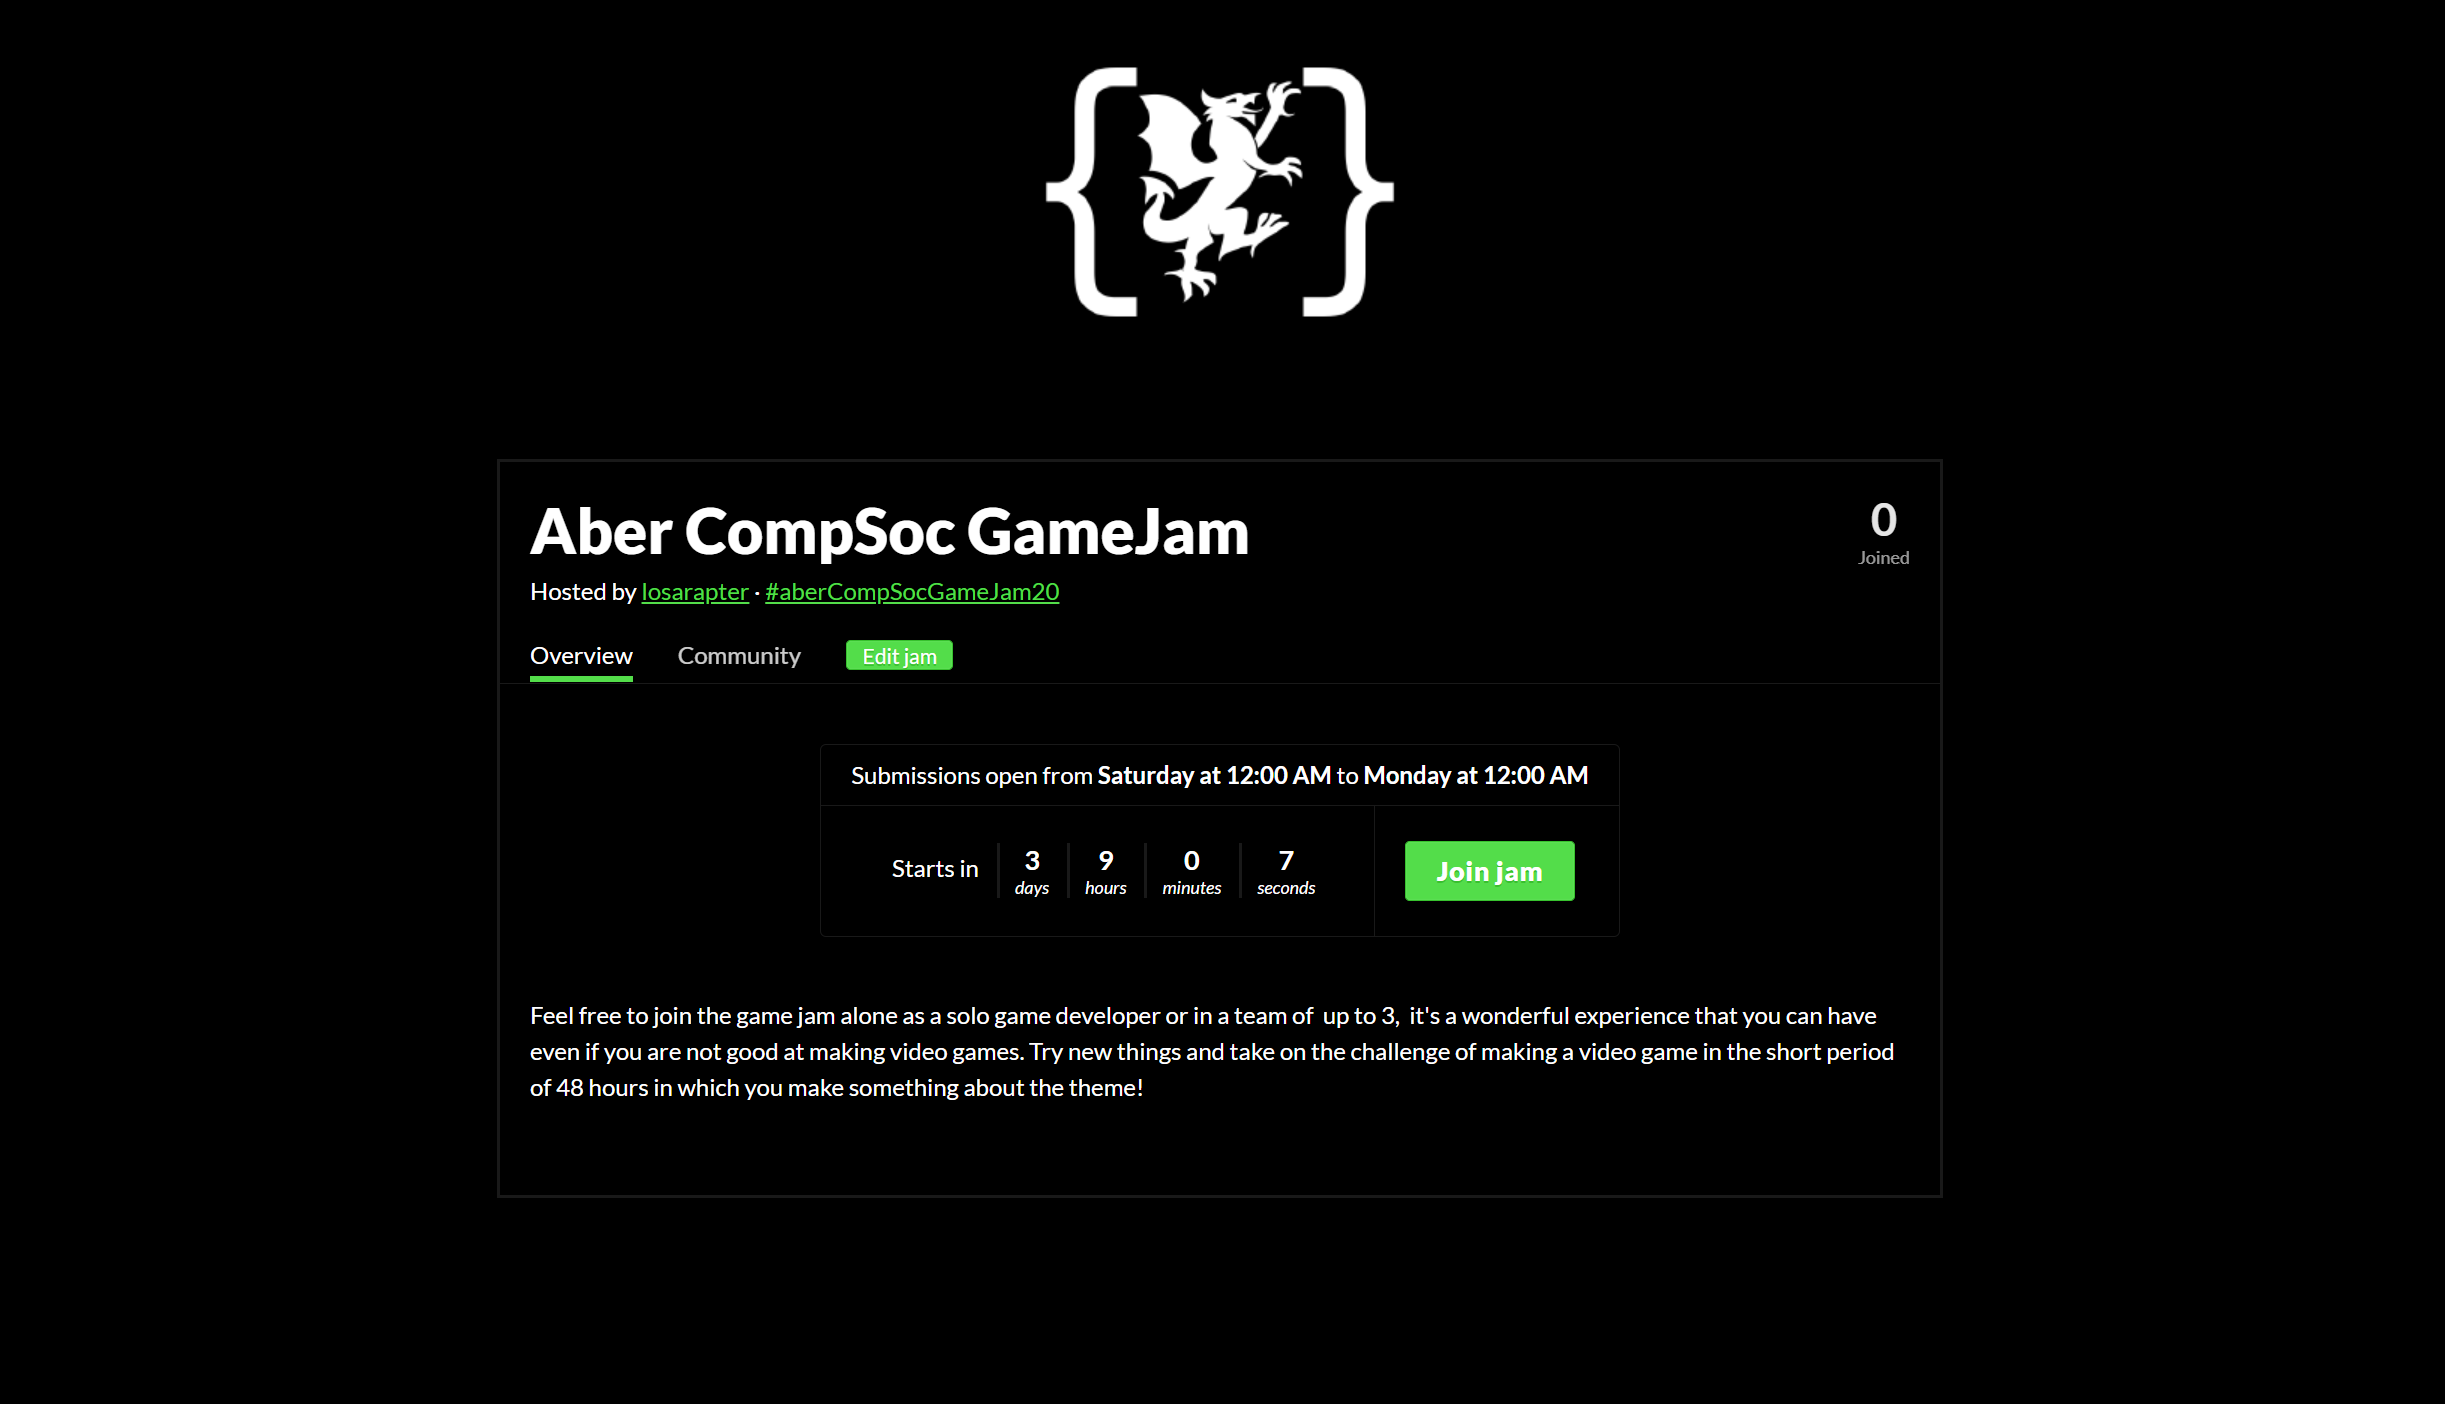 Aber CompSoc GameJam
0
Joined
Hosted by losarapter · #aberCompSocGameJam20
Overview Community Edit jam
Submissions open from Saturday at 12:00 AM to Monday at 12:00 AM
Starts in 3 days 9 hours 0 minutes 7 seconds
Join jam
Feel free to join the game jam alone as a solo game developer or in a team of  up to 3,  it's a wonderful experience that you can have
even if you are not good at making video games. Try new things and take on the challenge of making a video game in the short period
of 48 hours in which you make something about the theme!